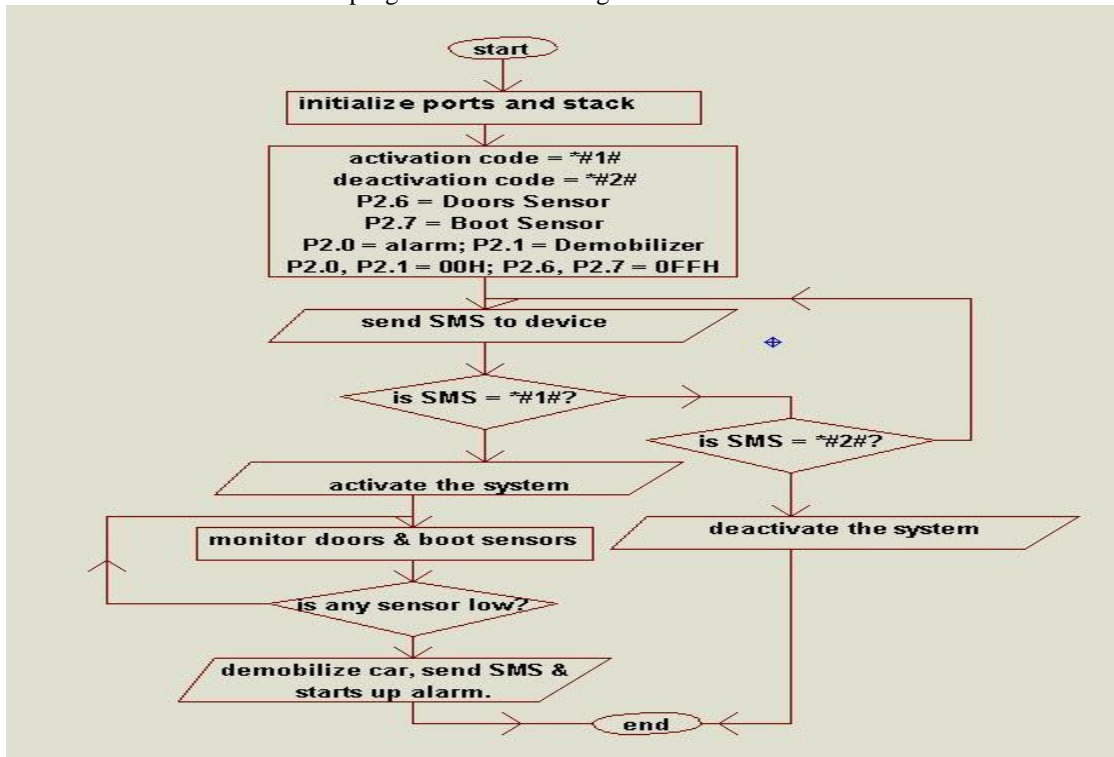 start
initialize ports and stack
activation code = *#1#
deactivation code = *#2#
P2.6 = Doors Sensor
P2.7 = Boot Sensor
P2.0 = alarm; P2.1 = Demobilizer
P2.0, P2.1 = 00H; P2.6, P2.7 = 0FFH
send SMS to device
is SMS = *#1#?
is SMS = *#2#?
activate the system
deactivate the system
monitor doors & boot sensors
is any sensor low?
demobilize car, send SMS &
starts up alarm.
end